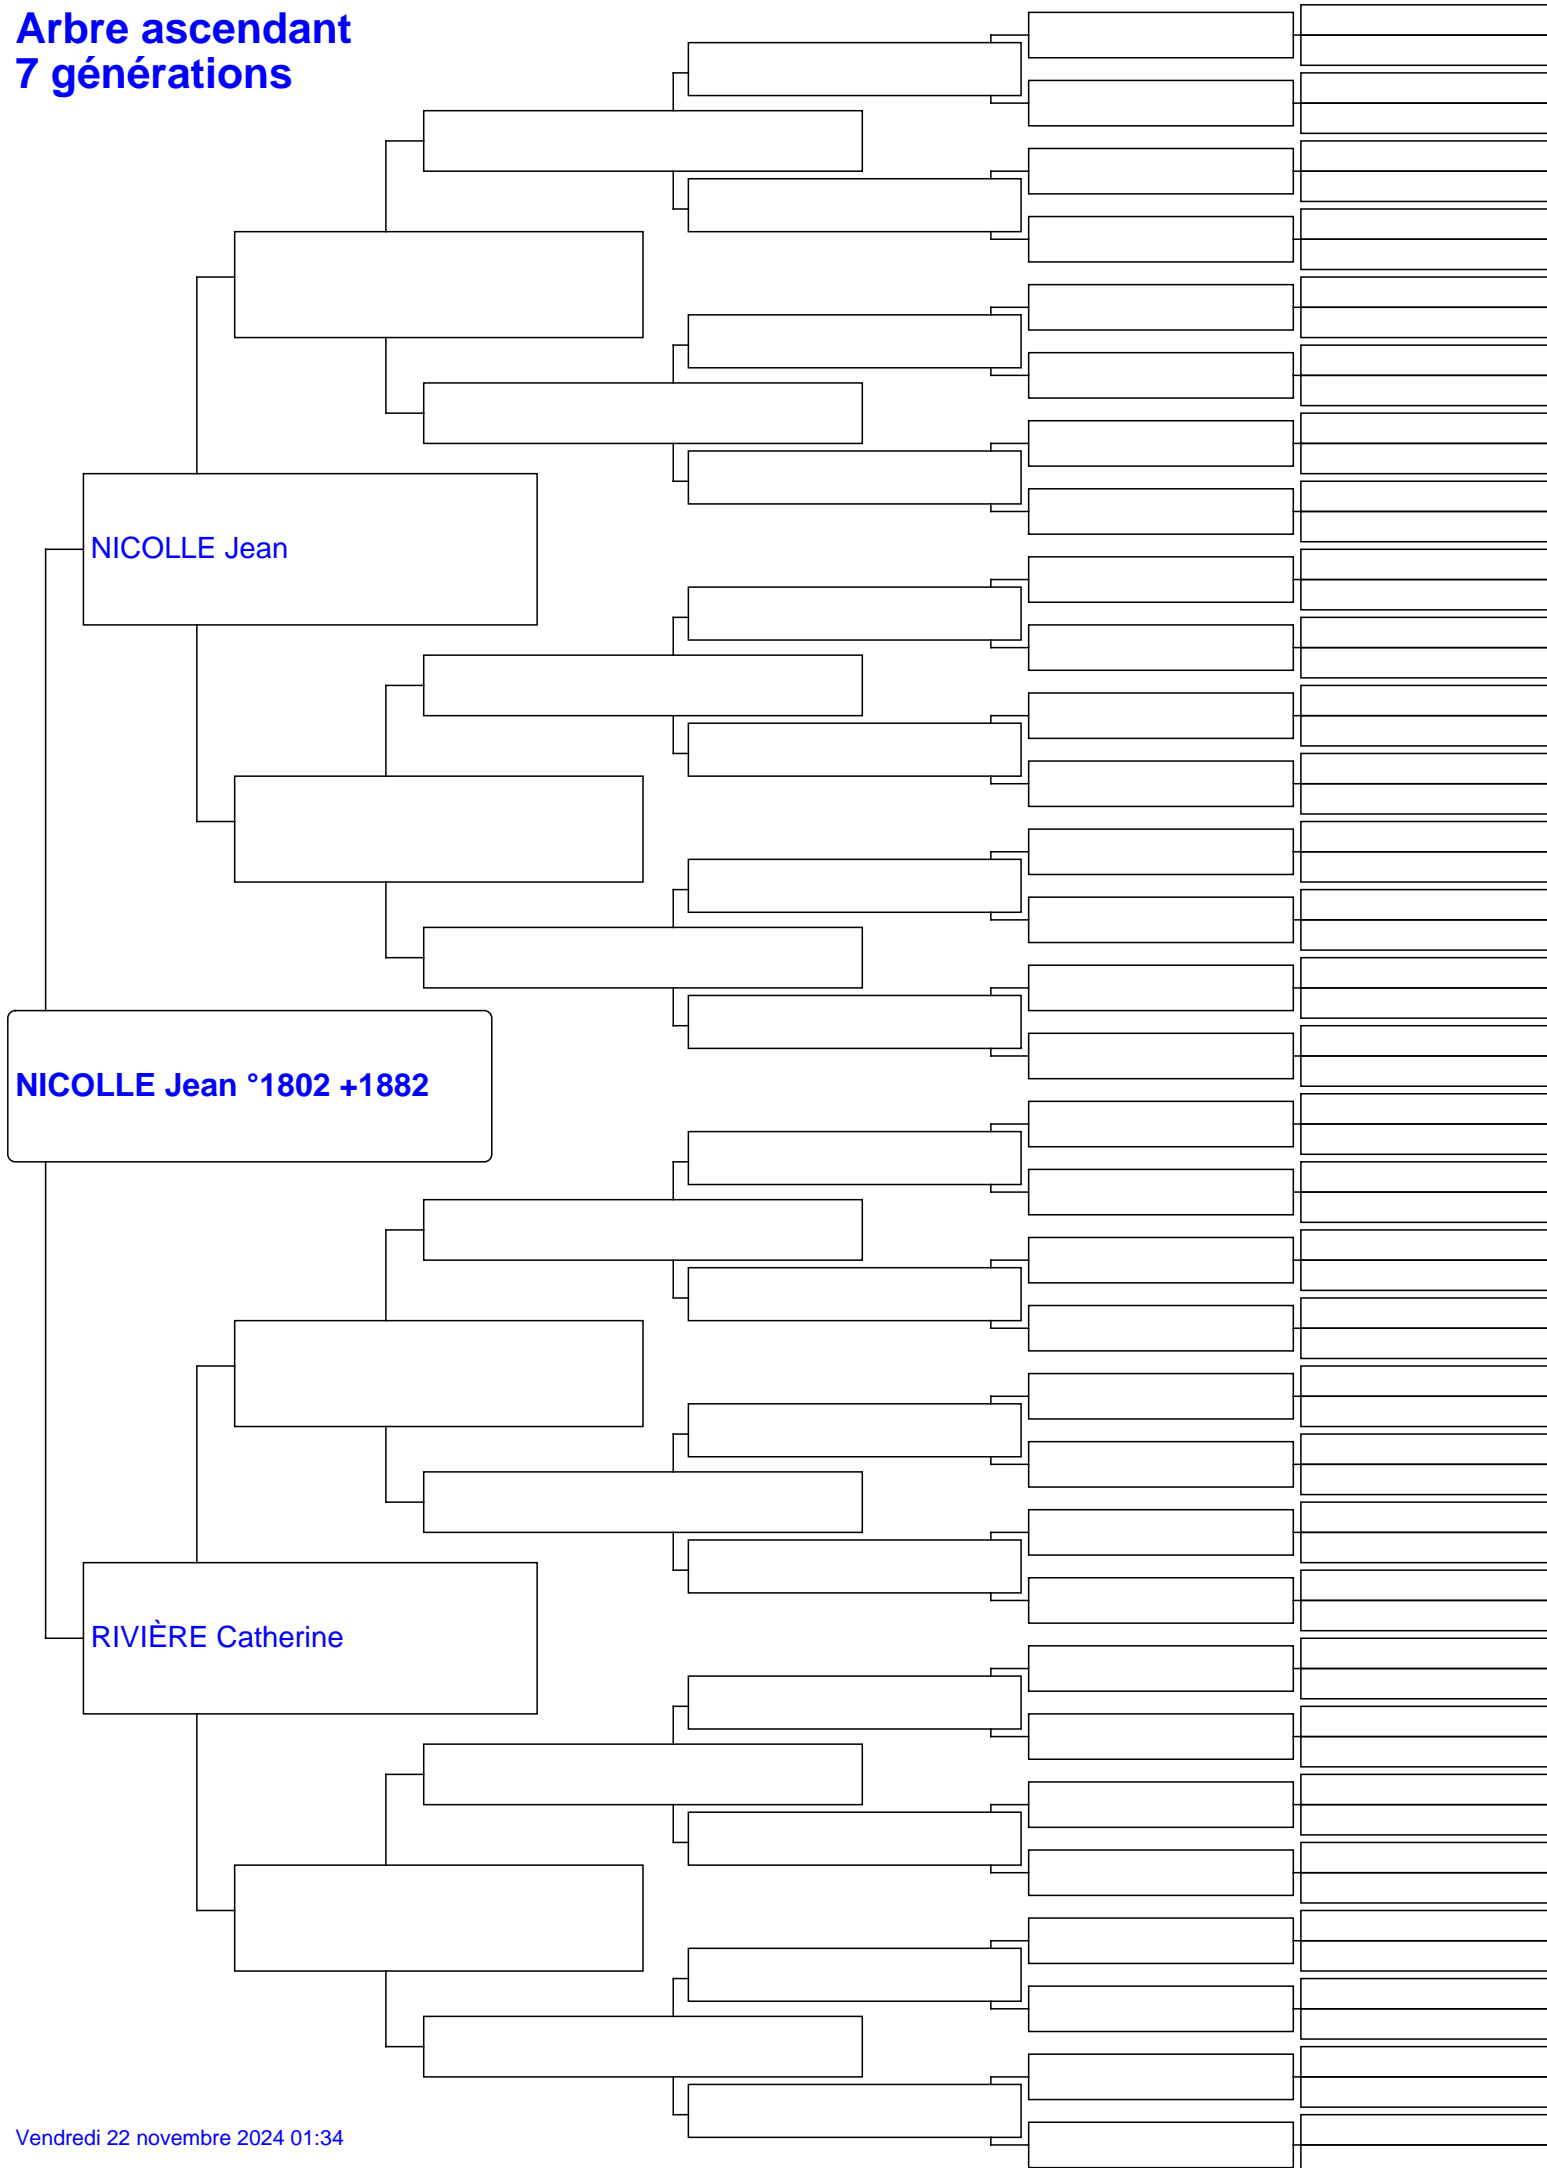 Arbre ascendant
7 générations
NICOLLE Jean
NICOLLE Jean °1802 +1882
RIVIÈRE Catherine
Vendredi 22 novembre 2024 01:34